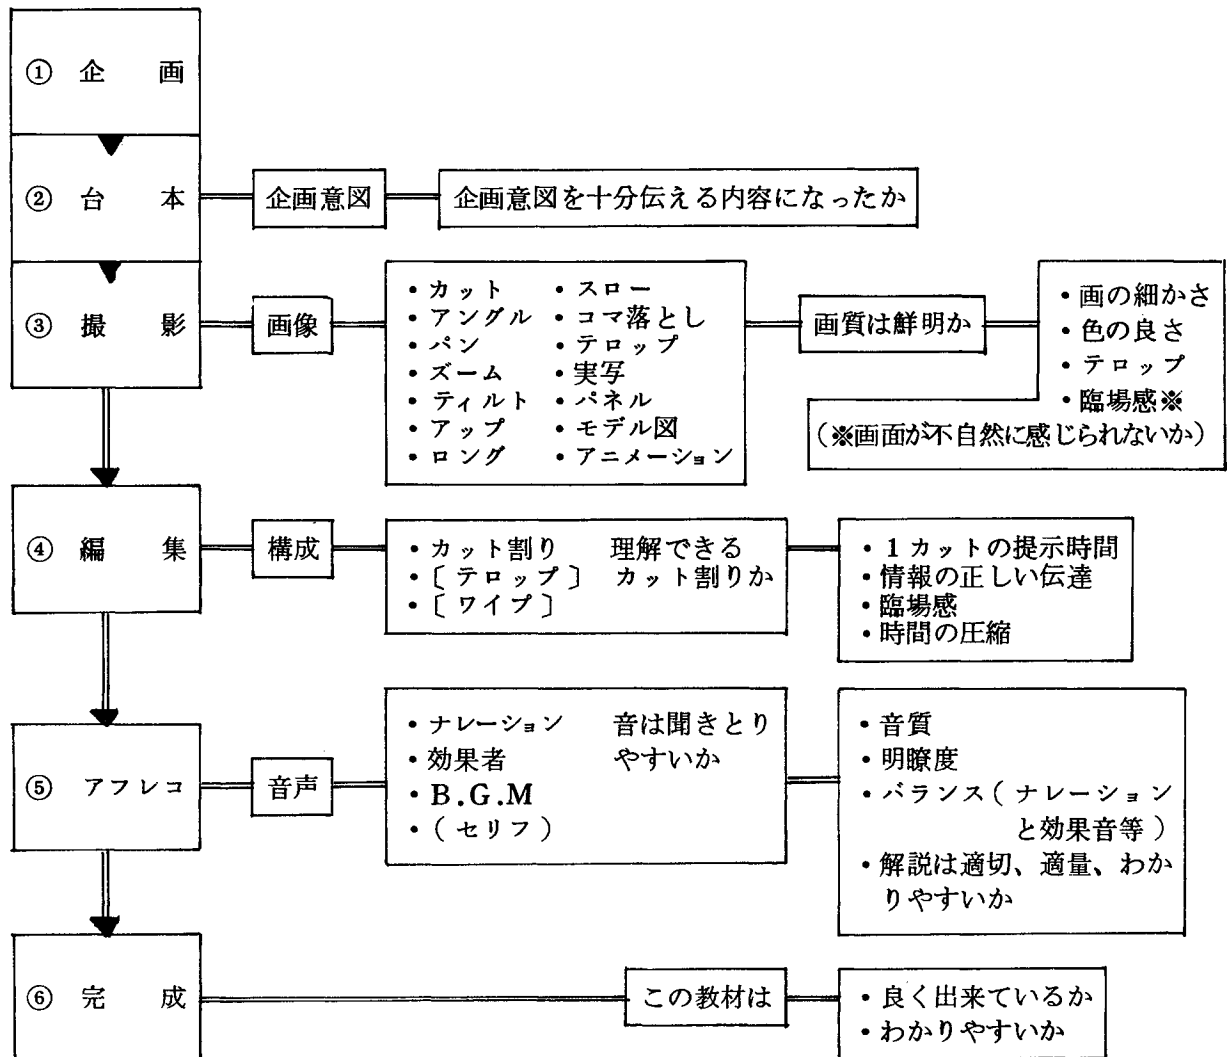 ① 企 画
② 台 本
企画意図
企画意図を十分伝える内容になったか
③ 撮 影
画像
・カット ・スロー
・アングル ・コマ落とし
・パン ・テロップ
・ズーム ・実写
・ティルト ・パネル
・アップ ・モデル図
・ロング ・アニメーション
画質は鮮明か
・画の細かさ
・色の良さ
・テロップ
・臨場感※
(※画面が不自然に感じられないか)
④ 編 集
構成
・カット割り 理解できる
・〔テロップ〕 カット割りか
・〔ワイプ〕
・1カットの提示時間
・情報の正しい伝達
・臨場感
・時間の圧縮
⑤ アフレコ
音声
・ナレーション 音は聞きとり
・効果者 やすいか
・B.G.M
・(セリフ)
・音質
・明瞭度
・バランス(ナレーション
と効果音等)
・解説は適切、適量、わか
りやすいか
⑥ 完 成
この教材は
・良く出来ているか
・わかりやすいか